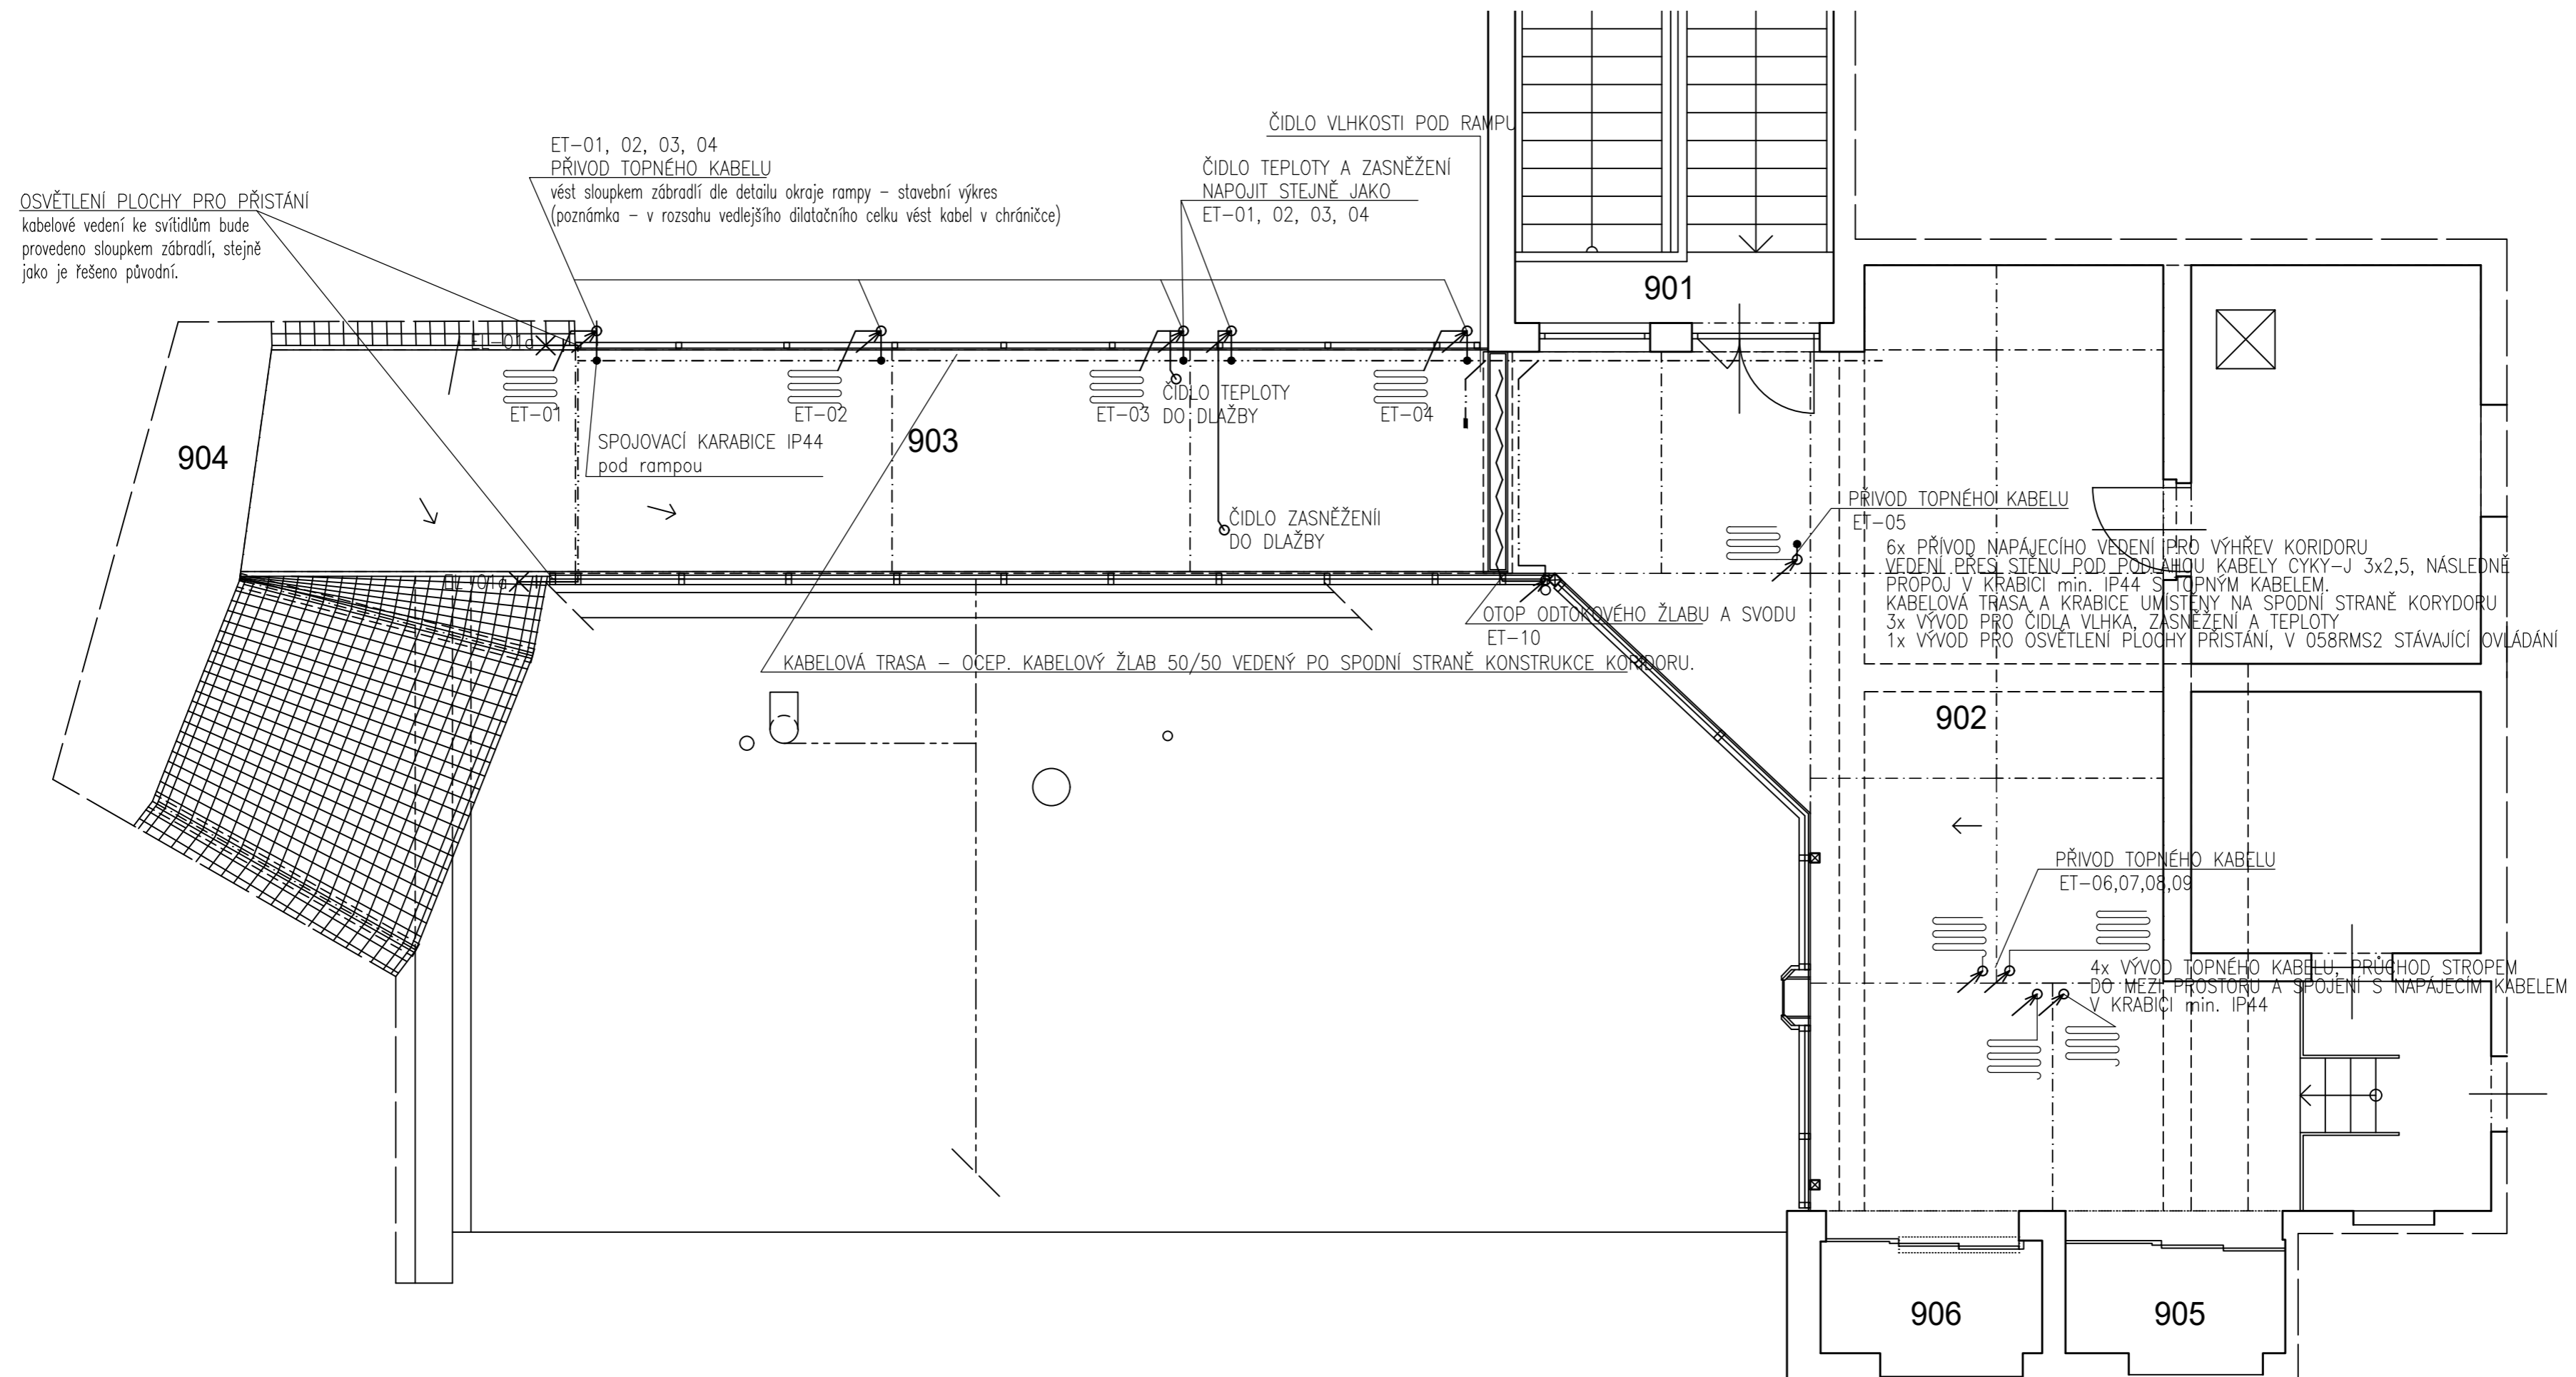 ČIDLO VLHKOSTI POD RAMPU
ET-01, 02, 03, 04
PŘIVOD TOPNÉHO KABELU
vést sloupkem zábradlí dle detailu okraje rampy - stavební výkres
(poznámka - v rozsahu vedlejšího dilatačního celku vést kabel v chráničce)
ČIDLO TEPLOTY A ZASNĚŽENÍ
NAPOJIT STEJNĚ JAKO
ET-01, 02, 03, 04
OSVĚTLENÍ PLOCHY PRO PŘISTÁNÍ
kabelové vedení ke svítidlům bude
provedeno sloupkem zábradlí, stejně
jako je řešeno původní.
901
EL-01a
ET-01
ET-02
ET-03
ČIDLO TEPLOTY
DO DLAŽBY
ET-04
903
904
SPOJOVACÍ KARABICE IP44
pod rampou
ČIDLO ZASNĚŽENÍI
DO DLAŽBY
PŘIVOD TOPNÉHO KABELU
ET-05
6x PŘÍVOD NAPÁJECÍHO VEDENÍ PRO VÝHŘEV KORIDORU
VEDENÍ PŘES STĚNU POD PODLAHOU KABELY CYKY-J 3x2,5, NÁSLEDNĚ
PROPOJ V KRABICI min. IP44 S TOPNÝM KABELEM.
KABELOVÁ TRASA A KRABICE UMÍSTĚNY NA SPODNÍ STRANĚ KORYDORU
3x VÝVOD PRO ČIDLA VLHKA, ZASNĚŽENÍ A TEPLOTY
1x VÝVOD PRO OSVĚTLENÍ PLOCHY PŘISTÁNÍ, V 058RMS2 STÁVAJÍCÍ OVLÁDÁNÍ
EL-01a
OTOP ODTOKOVÉHO ŽLABU A SVODU
ET-10
KABELOVÁ TRASA - OCEP. KABELOVÝ ŽLAB 50/50 VEDENÝ PO SPODNÍ STRANĚ KONSTRUKCE KORIDORU.
902
PŘIVOD TOPNÉHO KABELU
ET-06,07,08,09
4x VÝVOD TOPNÉHO KABELU, PRŮCHOD STROPEM
DO MEZI PROSTORU A SPOJENÍ S NAPÁJECÍM KABELEM
V KRABICI min. IP44
906
905